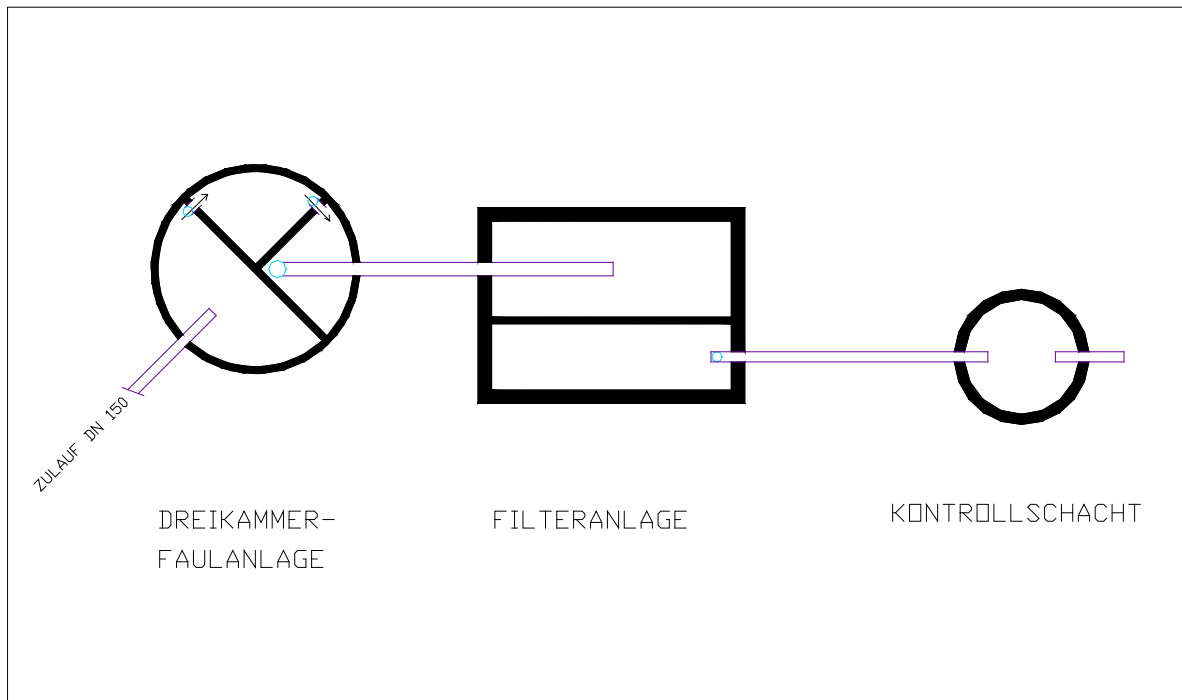 ZULAUF DN 150
DREIKAMMER-
FAULANLAGE
FILTERANLAGE
KONTROLLSCHACHT